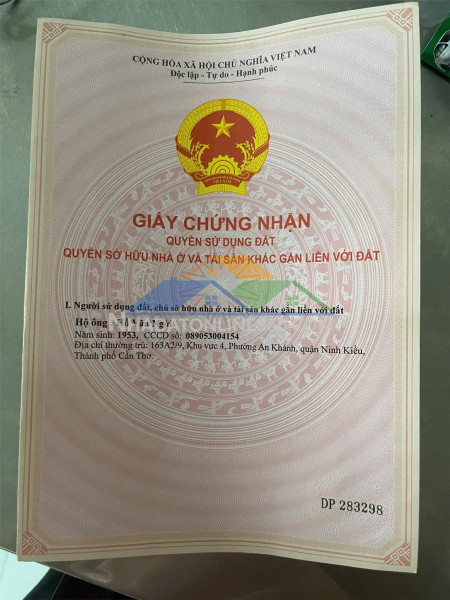 CỘNG HÒA XÃ HỘI CHỦ NGHĨA VIỆT NAM
Độc lập - Tự do - Hạnh phúc
GIẤY CHỨNG NHẬN
QUYỀN SỬ DỤNG ĐẤT
QUYỀN SỞ HỮU NHÀ Ở VÀ TÀI SẢN KHÁC GẮN LIỀN VỚI ĐẤT
I. Người sử dụng đất, chủ sở hữu nhà ở và tài sản khác gắn liền với đất
Hộ ông
Năm sinh: 1953, CCCD số: 089053004154
Địa chỉ thường trú: 163A2/9, Khu vực 4, Phường An Khánh, quận Ninh Kiều,
Thành phố Cần Thơ.
DP 283298